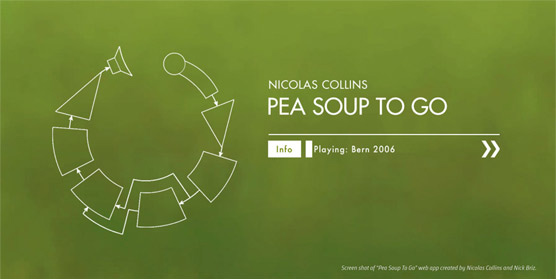 NICOLAS COLLINS
PEA SOUP TO GO
Info Playing: Bern 2006
Screen shot of "Pea Soup To Go" web app created by Nicolas Collins and Nick Briz.